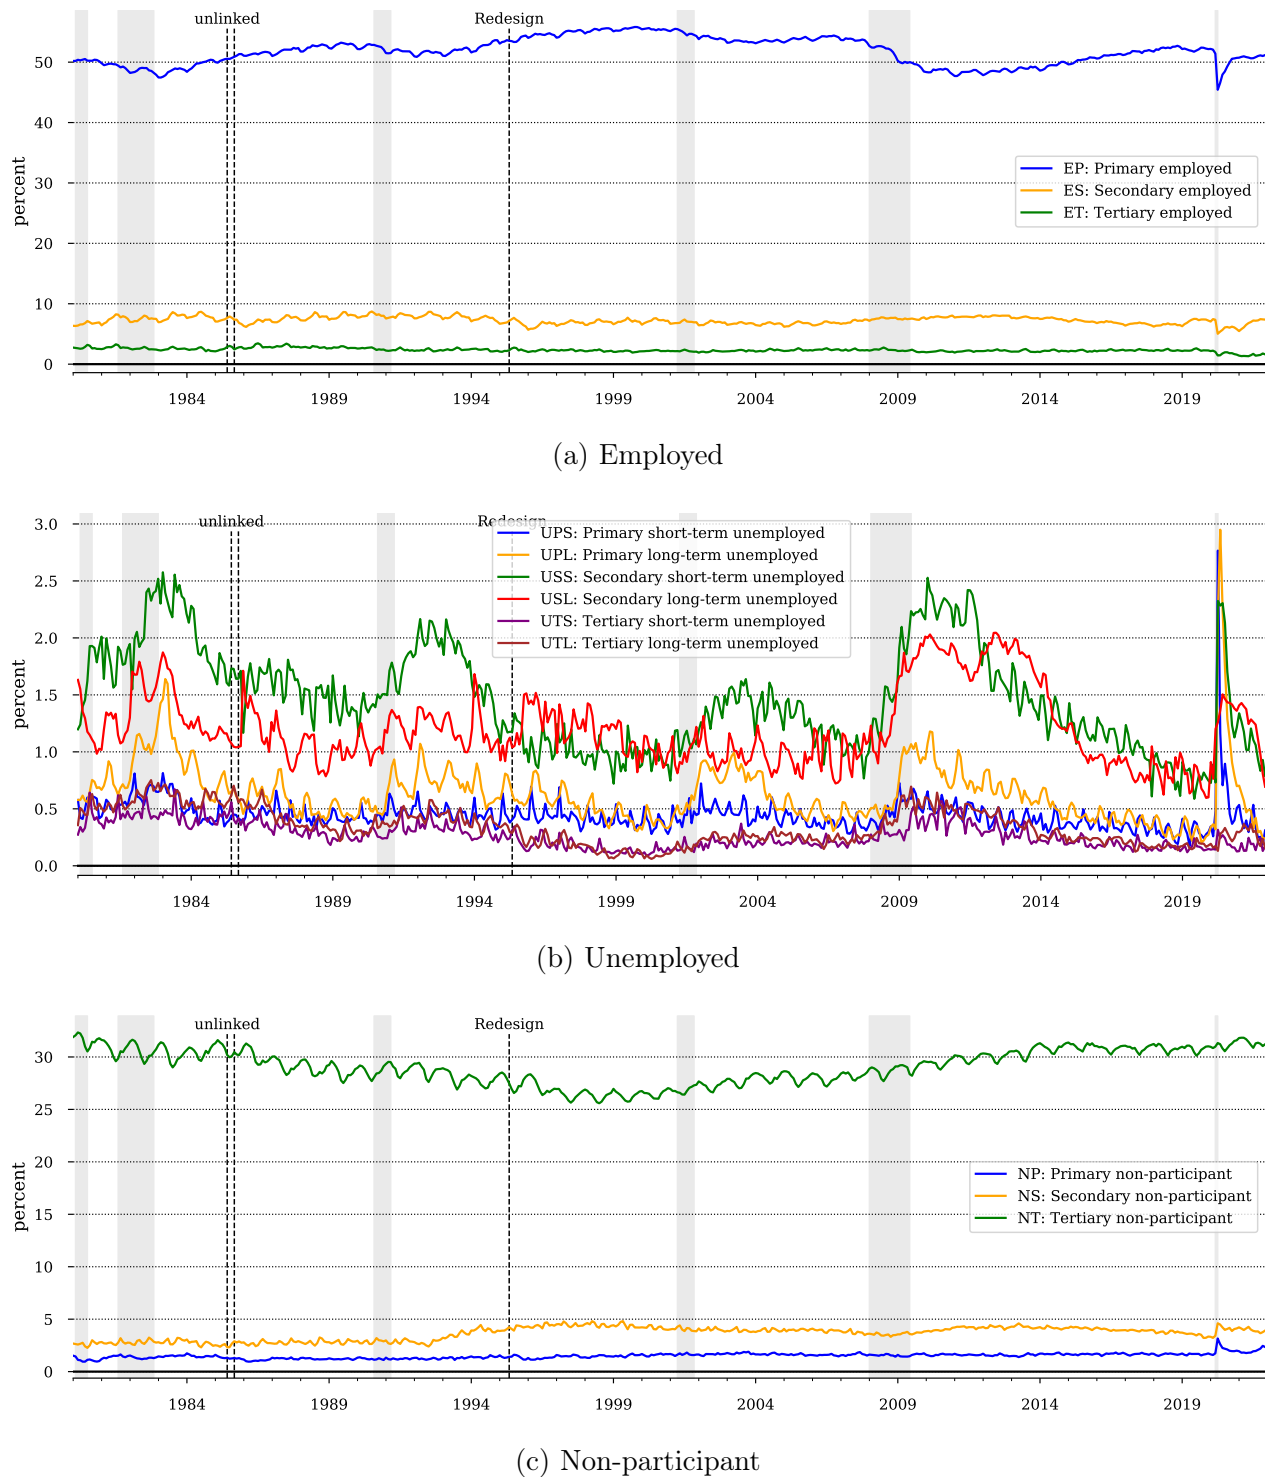 unlinked Redesign
50
40
30
20
10
0
percent
EP: Primary employed
ES: Secondary employed
ET: Tertiary employed
1984 1989 1994 1999 2004 2009 2014 2019
(a) Employed
3.0
2.5
2.0
1.5
1.0
0.5
0.0
percent
unlinked Redesign
UPS: Primary short-term unemployed
UPL: Primary long-term unemployed
USS: Secondary short-term unemployed
USL: Secondary long-term unemployed
UTS: Tertiary short-term unemployed
UTL: Tertiary long-term unemployed
1984 1989 1994 1999 2004 2009 2014 2019
(b) Unemployed
unlinked Redesign
30
25
20
15
10
5
0
percent
NP: Primary non-participant
NS: Secondary non-participant
NT: Tertiary non-participant
1984 1989 1994 1999 2004 2009 2014 2019
(c) Non-participant